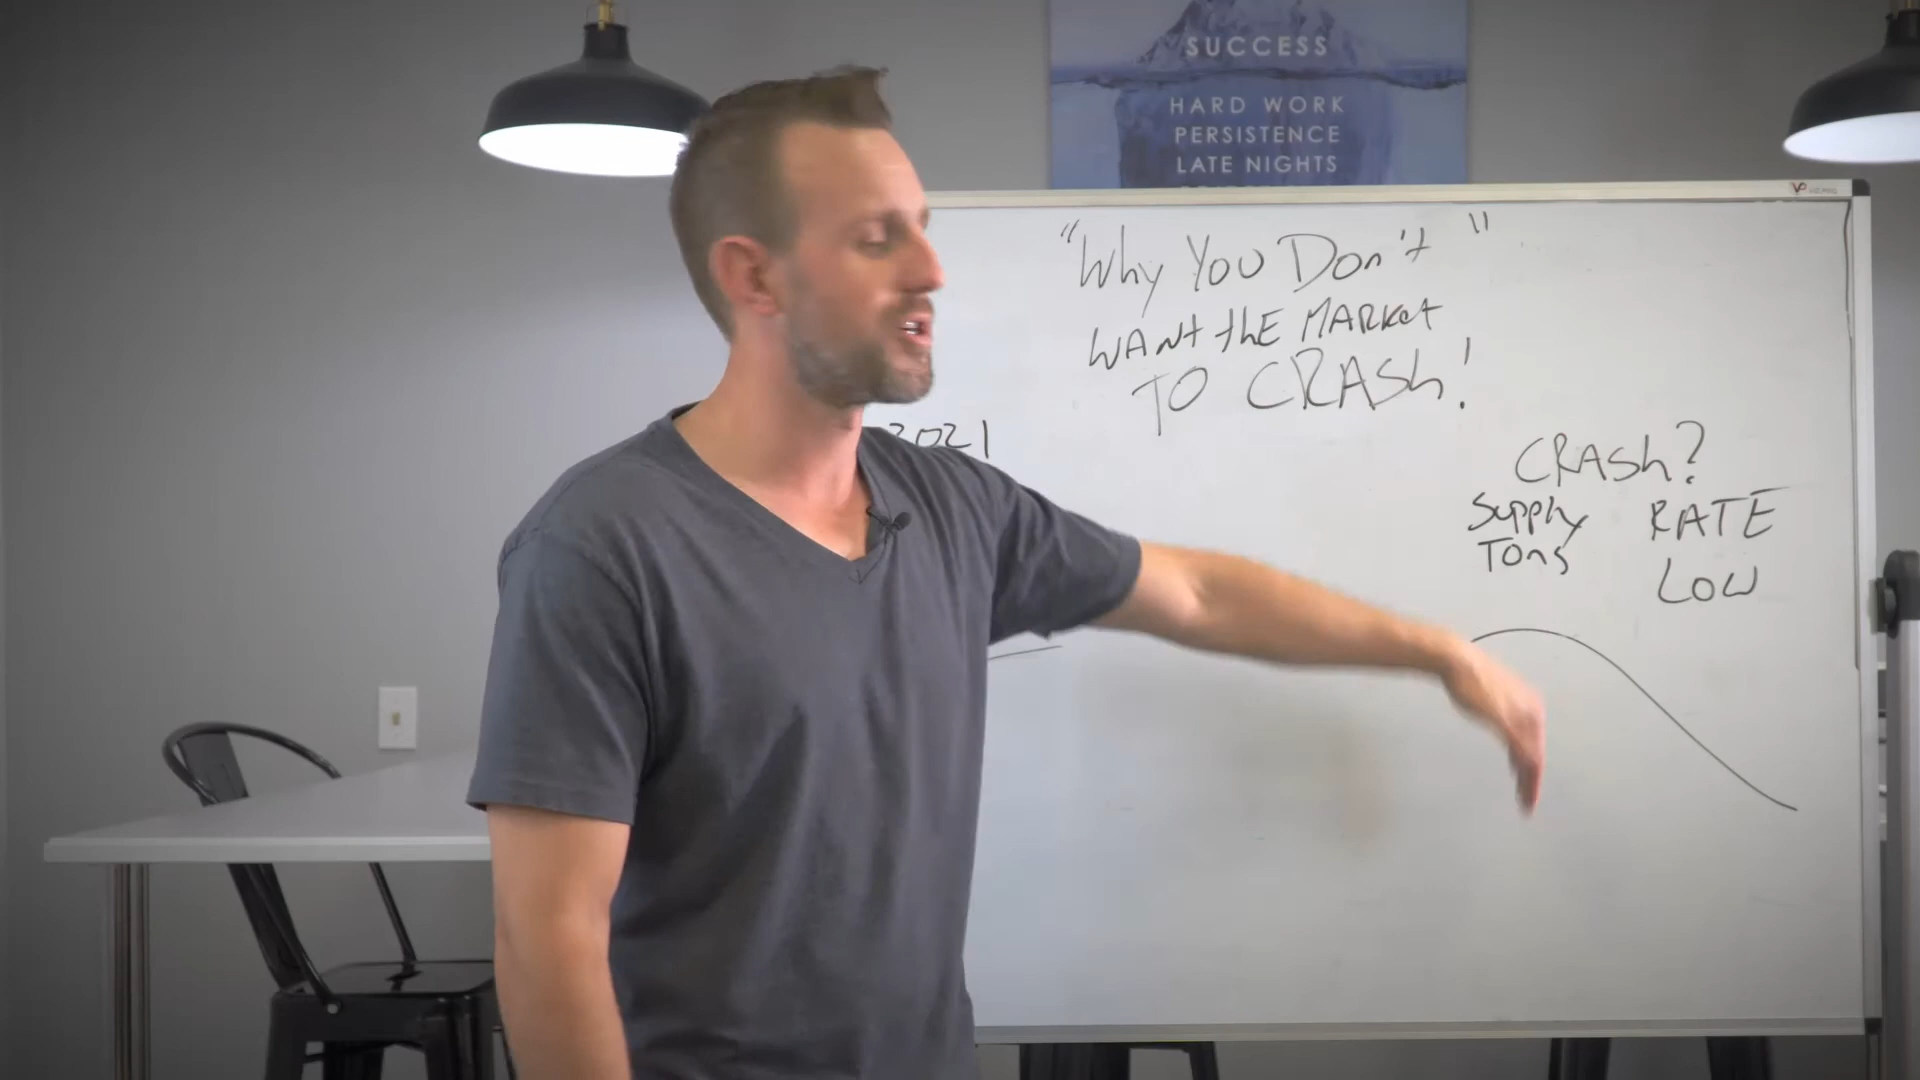 SUCCESS
HARD WORK
PERSISTENCE
LATE NIGHTS
"Why You Don't "
WANT thE MARket
TO CRASh!
2021
CRASh?
Supply RATE
Tons LOW